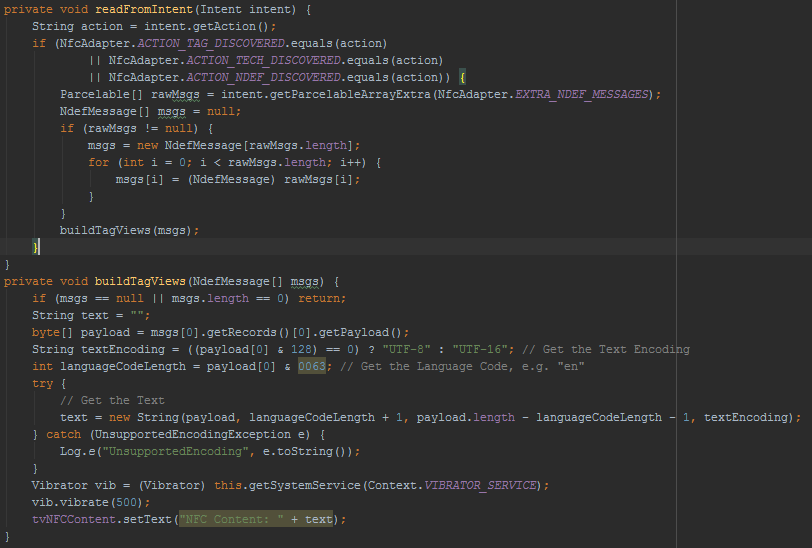 private void readFromIntent(Intent intent) {
    String action = intent.getAction();
    if (NfcAdapter.ACTION_TAG_DISCOVERED.equals(action)
            || NfcAdapter.ACTION_TECH_DISCOVERED.equals(action)
            || NfcAdapter.ACTION_NDEF_DISCOVERED.equals(action)) {
        Parcelable[] rawMsgs = intent.getParcelableArrayExtra(NfcAdapter.EXTRA_NDEF_MESSAGES);
        NdefMessage[] msgs = null;
        if (rawMsgs != null) {
            msgs = new NdefMessage[rawMsgs.length];
            for (int i = 0; i < rawMsgs.length; i++) {
                msgs[i] = (NdefMessage) rawMsgs[i];
            }
        }
        buildTagViews(msgs);
    }
}
private void buildTagViews(NdefMessage[] msgs) {
    if (msgs == null || msgs.length == 0) return;
    String text = "";
    byte[] payload = msgs[0].getRecords()[0].getPayload();
    String textEncoding = ((payload[0] & 128) == 0) ? "UTF-8" : "UTF-16"; // Get the Text Encoding
    int languageCodeLength = payload[0] & 0063; // Get the Language Code, e.g. "en"
    try {
        // Get the Text
        text = new String(payload, languageCodeLength + 1, payload.length - languageCodeLength - 1, textEncoding);
    } catch (UnsupportedEncodingException e) {
        Log.e("UnsupportedEncoding", e.toString());
    }
    Vibrator vib = (Vibrator) this.getSystemService(Context.VIBRATOR_SERVICE);
    vib.vibrate(500);
    tvNFCContent.setText("NFC Content: " + text);
}